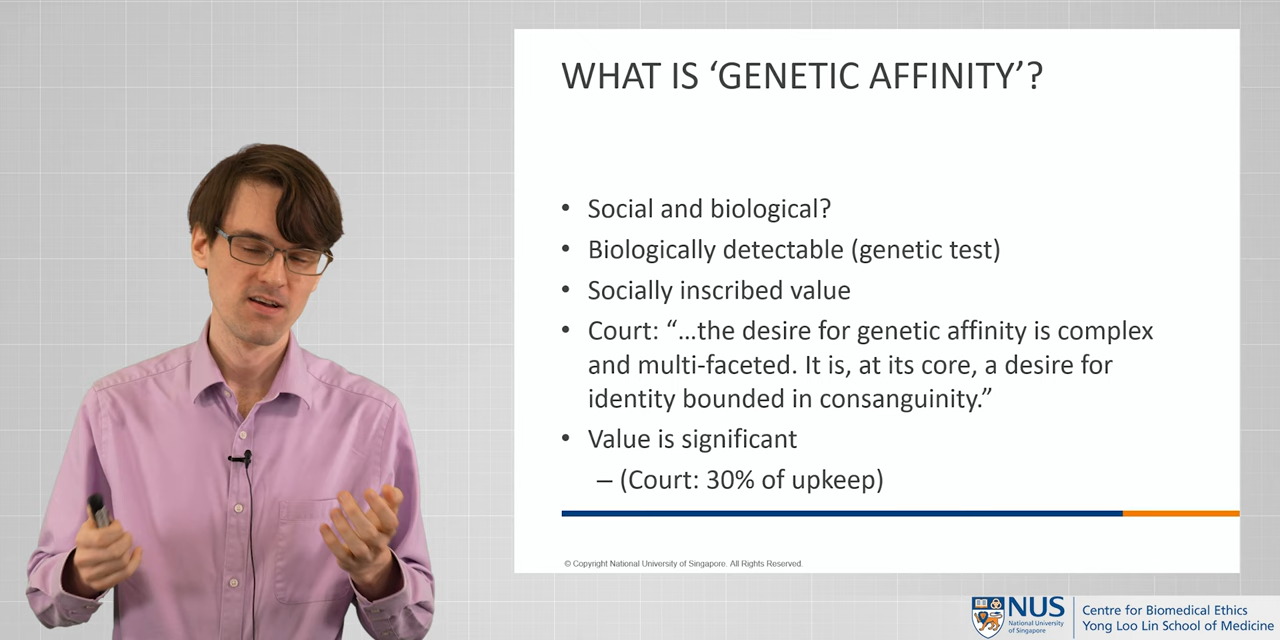 WHAT IS ‘GENETIC AFFINITY’?
• Social and biological?
• Biologically detectable (genetic test)
• Socially inscribed value
• Court: “…the desire for genetic affinity is complex
and multi-faceted. It is, at its core, a desire for
identity bounded in consanguinity.”
• Value is significant
– (Court: 30% of upkeep)
© Copyright National University of Singapore. All Rights Reserved.
NUS
National University
of Singapore
Centre for Biomedical Ethics
Yong Loo Lin School of Medicine